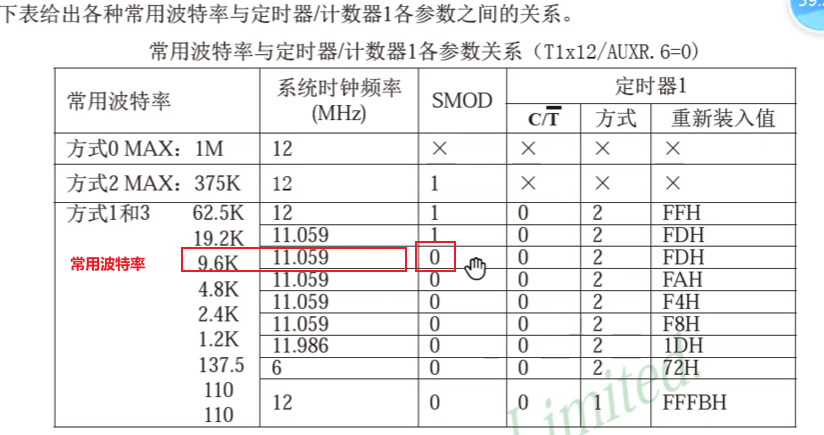 下表给出各种常用波特率与定时器/计数器1各参数之间的关系。
常用波特率与定时器/计数器1各参数关系（T1x12/AUXR.6=0)
常用波特率 系统时钟频率(MHz) SMOD 定时器1
C/T̅ 方式 重新装入值
方式0 MAX：1M 12 × × × ×
方式2 MAX：375K 12 1 × × ×
方式1和3 62.5K 12 1 0 2 FFH
19.2K 11.059 1 0 2 FDH
常用波特率 9.6K 11.059 0 0 2 FDH
4.8K 11.059 0 0 2 FAH
2.4K 11.059 0 0 2 F4H
1.2K 11.059 0 0 2 F8H
137.5 11.986 0 0 2 1DH
110 6 0 0 2 72H
110 12 0 0 1 FFFBH
Limited.